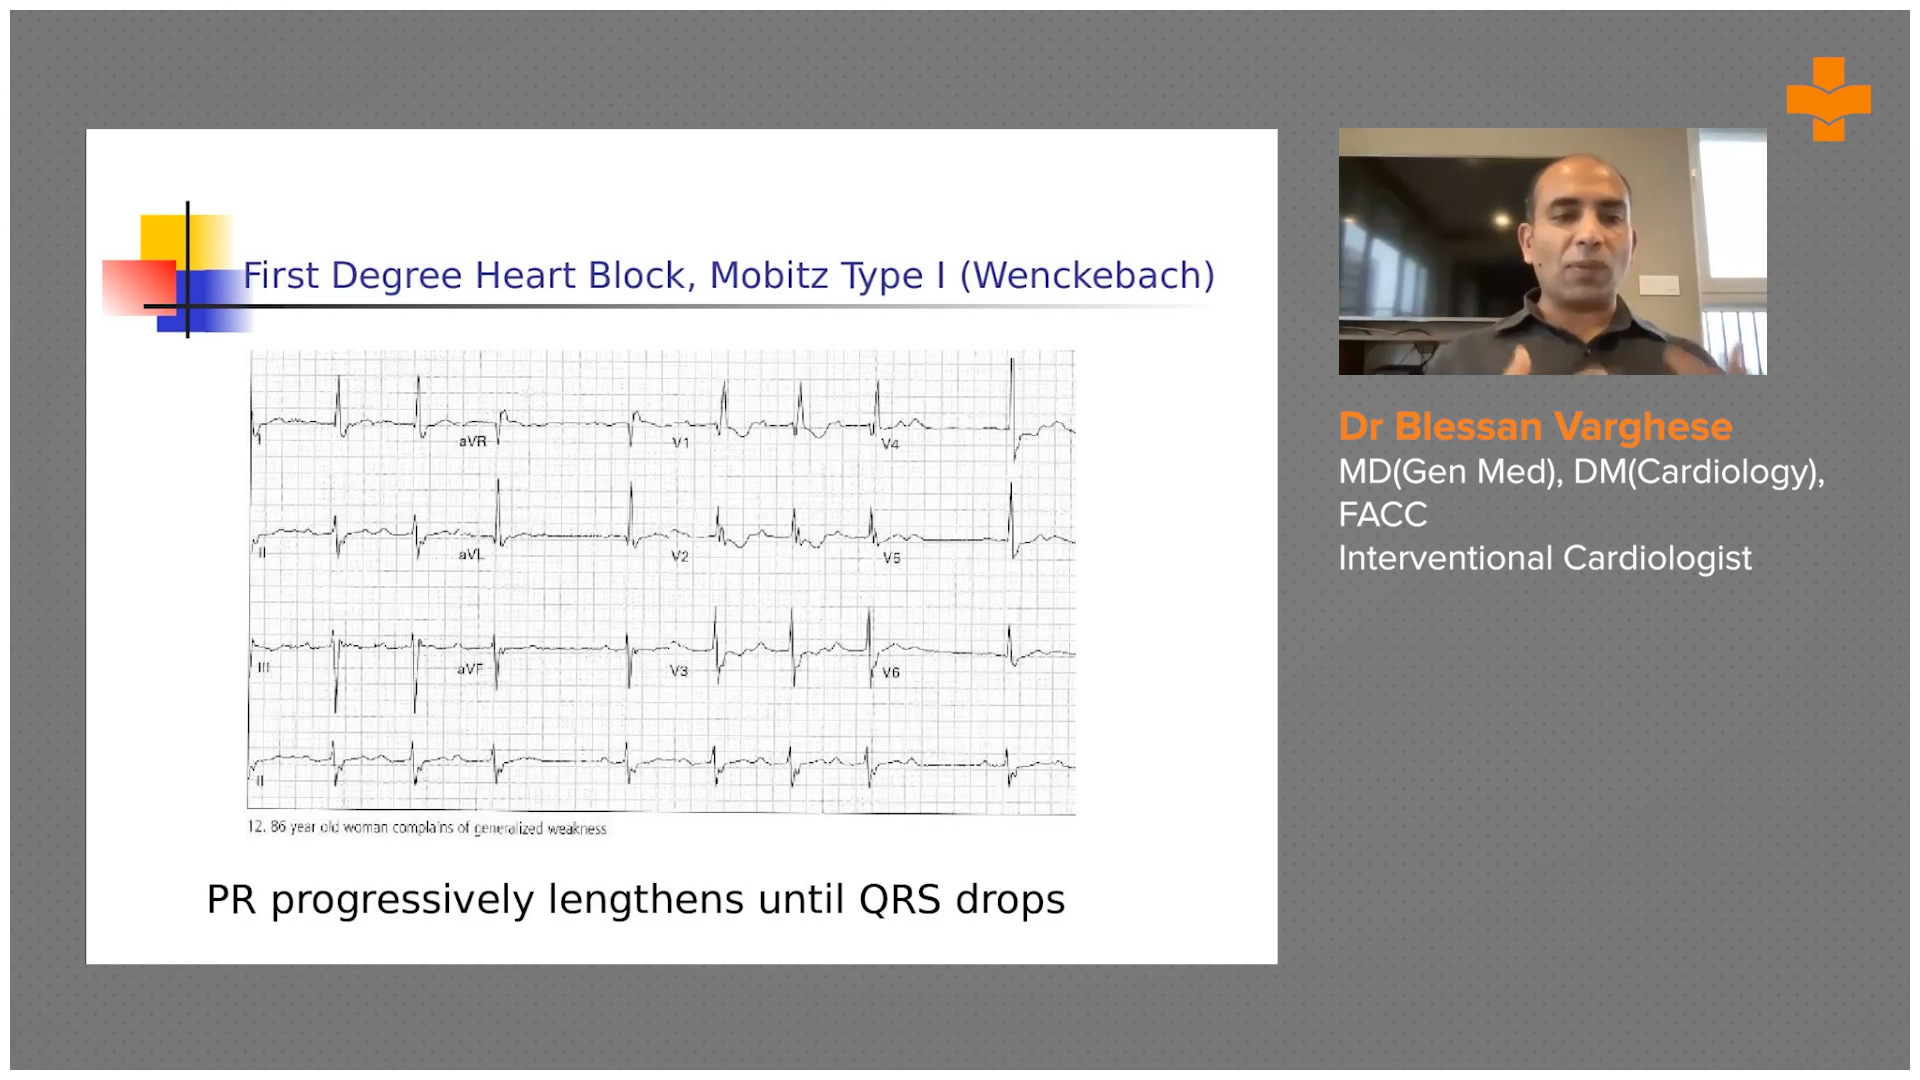 First Degree Heart Block, Mobitz Type I (Wenckebach)
I aVR V1 V4
II aVL V2 V5
III aVF V3 V6
II
12. 86 year old woman complains of generalized weakness
PR progressively lengthens until QRS drops
Dr Blessan Varghese
MD(Gen Med), DM(Cardiology),
FACC
Interventional Cardiologist